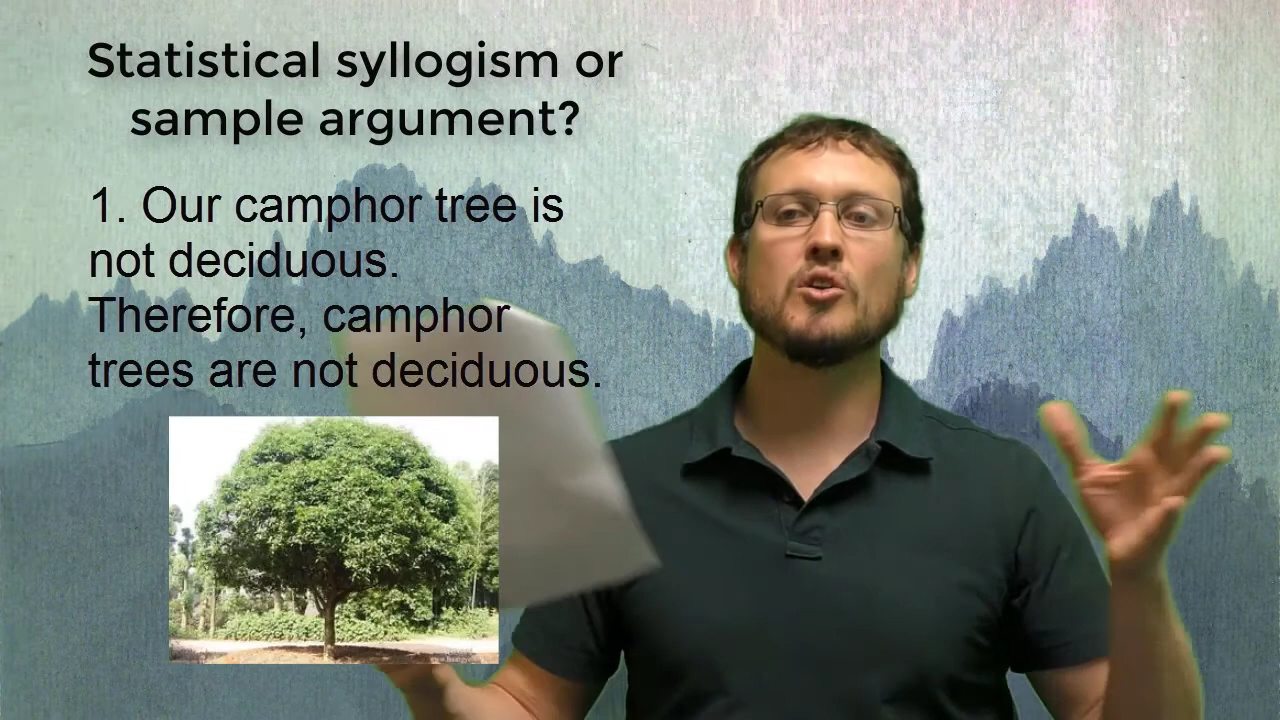 Statistical syllogism or
sample argument?
1. Our camphor tree is
not deciduous.
Therefore, camphor
trees are not deciduous.